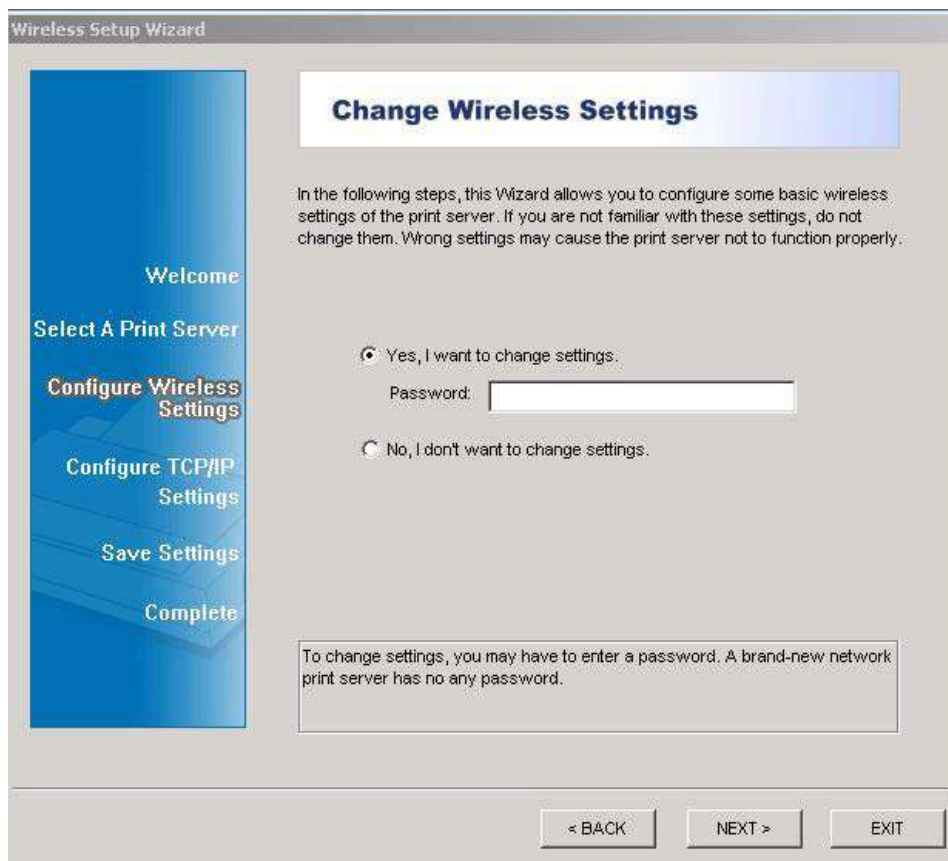 Wireless Setup Wizard
Change Wireless Settings
In the following steps, this Wizard allows you to configure some basic wireless
settings of the print server. If you are not familiar with these settings, do not
change them. Wrong settings may cause the print server not to function properly.
Welcome
Select A Print Server
Configure Wireless
Settings
Configure TCP/IP
Settings
Save Settings
Complete
Yes, I want to change settings.
Password:
No, I don't want to change settings.
To change settings, you may have to enter a password. A brand-new network
print server has no any password.
< BACK
NEXT >
EXIT